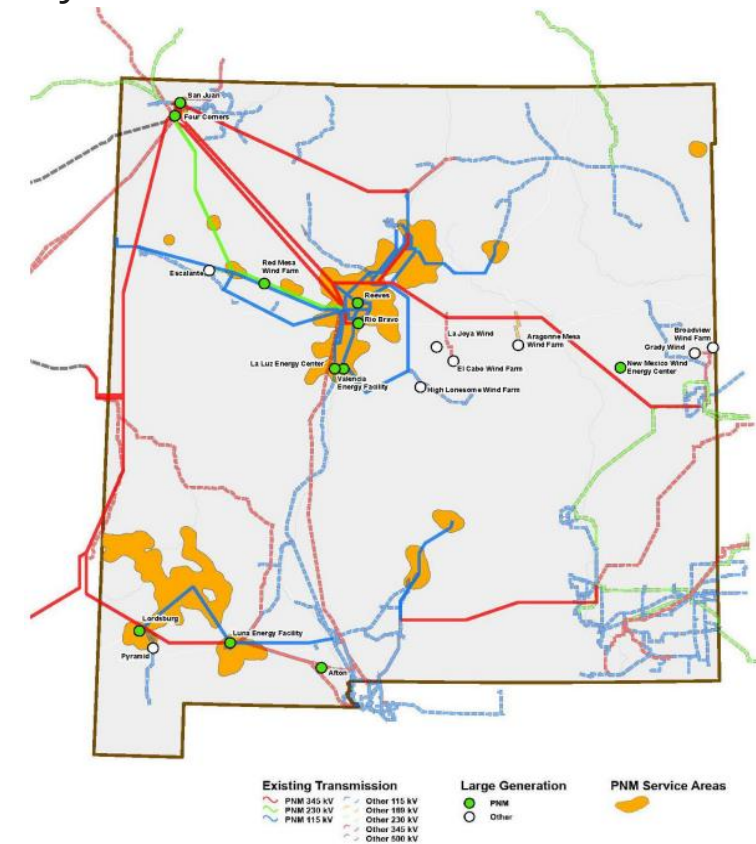 San Juan
Four Corners
Escalante
Red Mesa
Wind Farm
Reeves
Rio Bravo
La Luz Energy Center
Valencia
Energy Facility
La Joya Wind
El Cabo Wind Farm
Aragonne Mesa
Wind Farm
High Lonesome Wind Farm
Broadview
Wind Farm
Grady Wind
New Mexico Wind
Energy Center
Lordsburg
Pyramid
Luna Energy Facility
Afton
Existing Transmission
PNM 345 kV
PNM 230 kV
PNM 115 kV
Other 115 kV
Other 169 kV
Other 230 kV
Other 345 kV
Other 500 kV
Large Generation
PNM
Other
PNM Service Areas